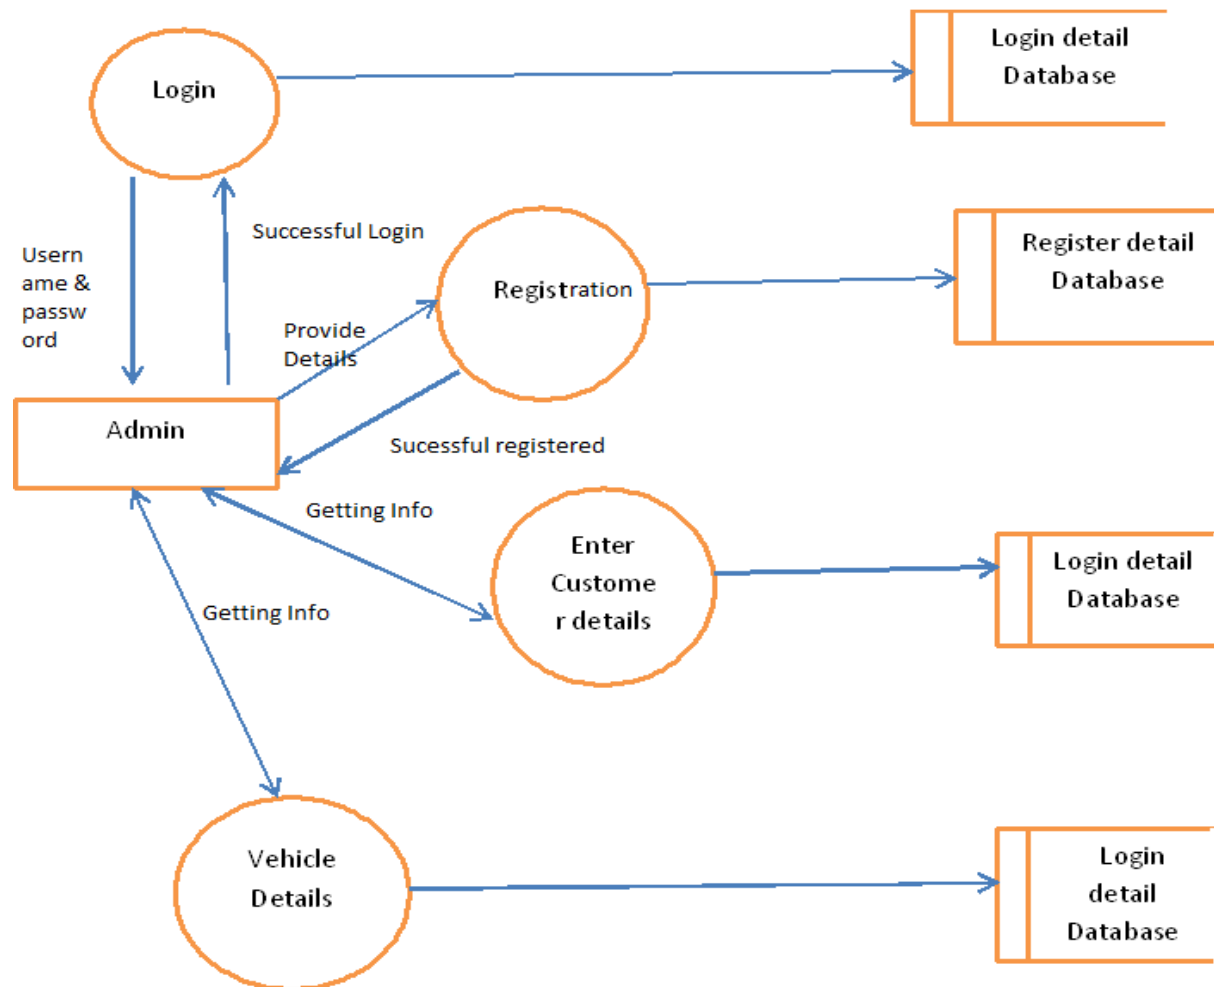 Login
Login detail
Database
Successful Login
Usern
ame &
passw
ord
Registration
Register detail
Database
Provide
Details
Admin
Sucessful registered
Getting Info
Enter
Custome
r details
Login detail
Database
Getting Info
Vehicle
Details
Login
detail
Database